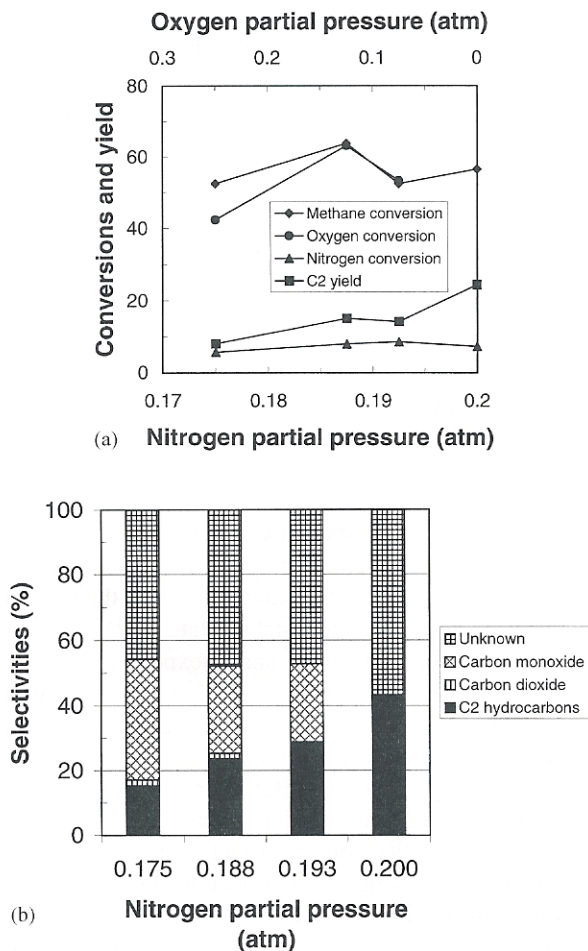 Oxygen partial pressure (atm)
0.3 0.2 0.1 0
80
60
40
20
0
Conversions and yield
Methane conversion
Oxygen conversion
Nitrogen conversion
C2 yield
0.17 0.18 0.19 0.2
(a) Nitrogen partial pressure (atm)
100
80
60
40
20
0
Selectivities (%)
Unknown
Carbon monoxide
Carbon dioxide
C2 hydrocarbons
0.175 0.188 0.193 0.200
(b) Nitrogen partial pressure
(atm)